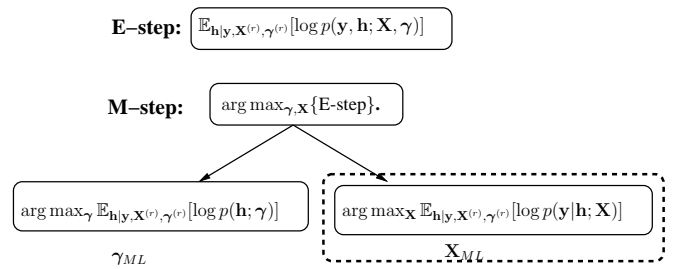 E–step: 𝔼_{𝐡|𝐲,𝐗^{(r)},𝜸^{(r)}}[log p(𝐲, 𝐡; 𝐗, 𝜸)]
M–step: arg max_{𝜸,𝐗}{E-step}.
arg max_𝜸 𝔼_{𝐡|𝐲,𝐗^{(r)},𝜸^{(r)}}[log p(𝐡; 𝜸)] arg max_𝐗 𝔼_{𝐡|𝐲,𝐗^{(r)},𝜸^{(r)}}[log p(𝐲|𝐡; 𝐗)]
𝜸_{ML} 𝐗_{ML}